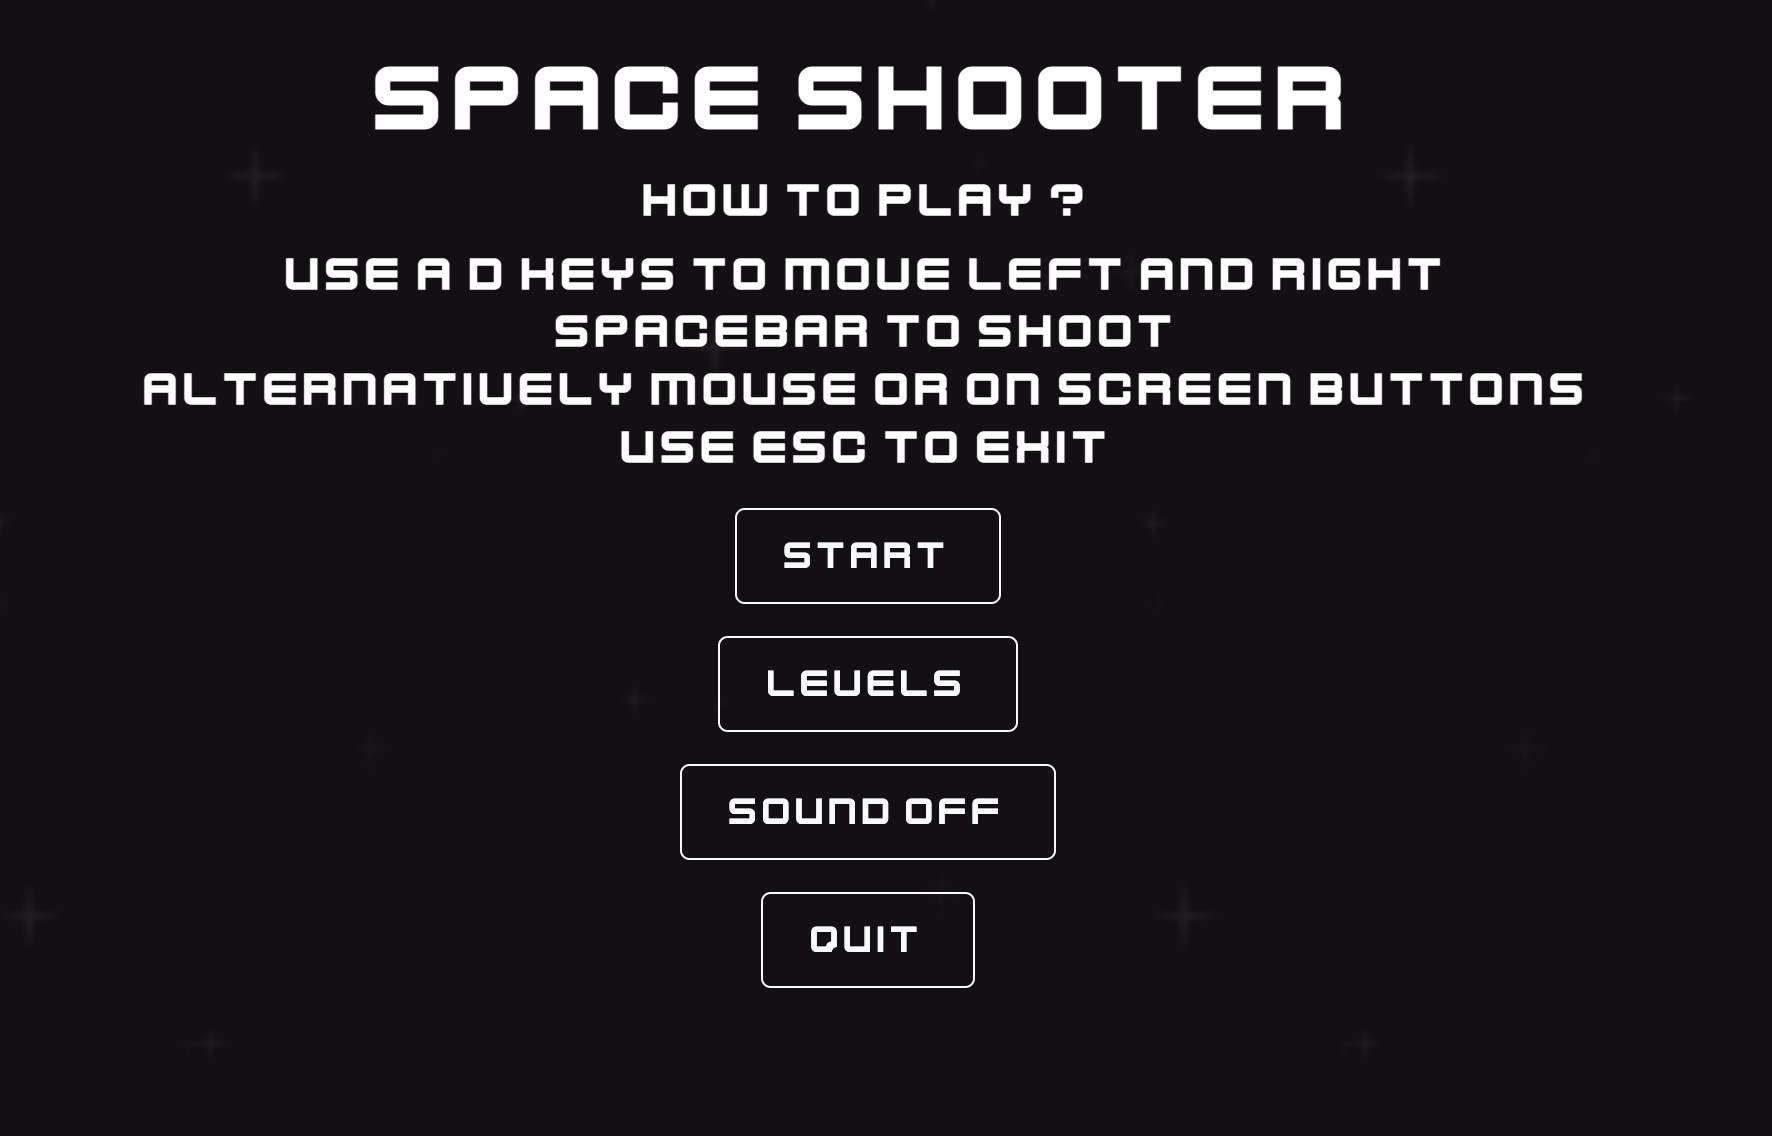 SPACE SHOOTER
HOW TO PLAY ?
USE A D KEYS TO MOVE LEFT AND RIGHT
SPACEBAR TO SHOOT
ALTERNATIVELY MOUSE OR ON SCREEN BUTTONS
USE ESC TO EXIT
START
LEVELS
SOUND OFF
QUIT